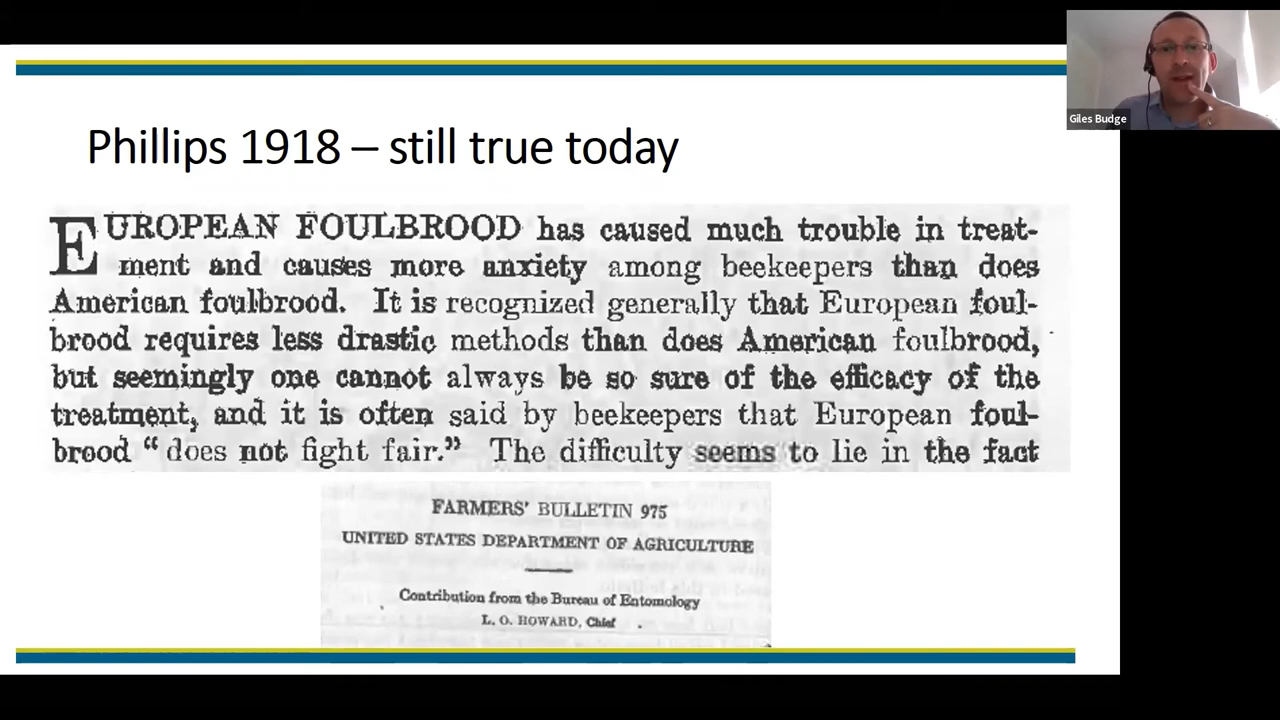 Giles Budge
Phillips 1918 – still true today
EUROPEAN FOULBROOD has caused much trouble in treat-
ment and causes more anxiety among beekeepers than does
American foulbrood. It is recognized generally that European foul-
brood requires less drastic methods than does American foulbrood,
but seemingly one cannot always be so sure of the efficacy of the
treatment, and it is often said by beekeepers that European foul-
brood “does not fight fair.” The difficulty seems to lie in the fact
FARMERS’ BULLETIN 975
UNITED STATES DEPARTMENT OF AGRICULTURE
Contribution from the Bureau of Entomology
L. O. HOWARD, Chief